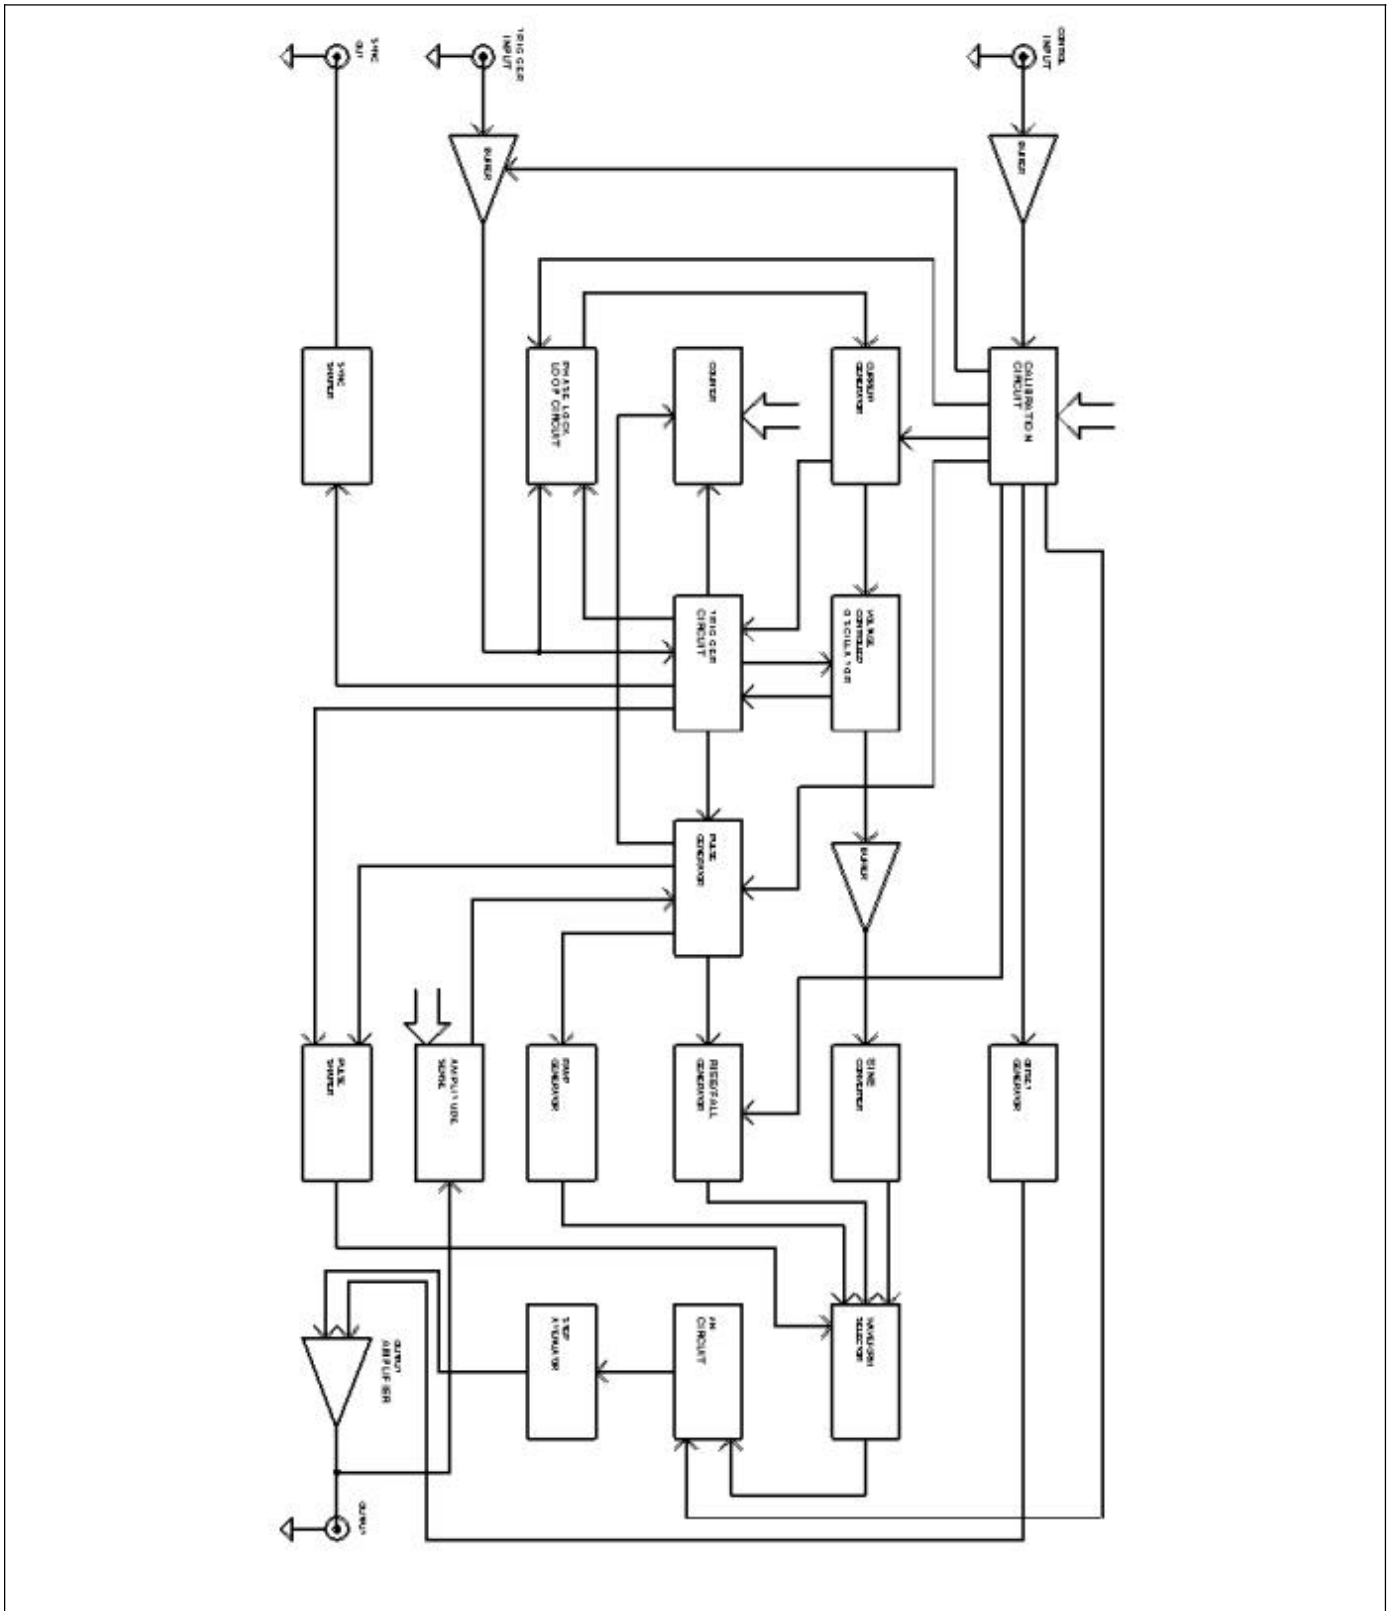 SYNC
OUT
TRIGGER
INPUT
CONTROL
INPUT
BUFFER
BUFFER
SYNC
SHAPER
PHASE LOCK
LOOP CIRCUIT
COUNTER
CURRENT
GENERATOR
CALIBRATION
CIRCUIT
TRIGGER
CIRCUIT
VOLTAGE
CONTROLLED
OSCILLATOR
PULSE
GENERATOR
BUFFER
PULSE
SHAPER
AMPLITUDE
SENSE
RAMP
GENERATOR
RISE/FALL
GENERATOR
SINE
CONVERTER
OFFSET
GENERATOR
OUTPUT
AMPLIFIER
STEP
CIRCUIT
WAVEFORM
SELECTOR
OUTPUT